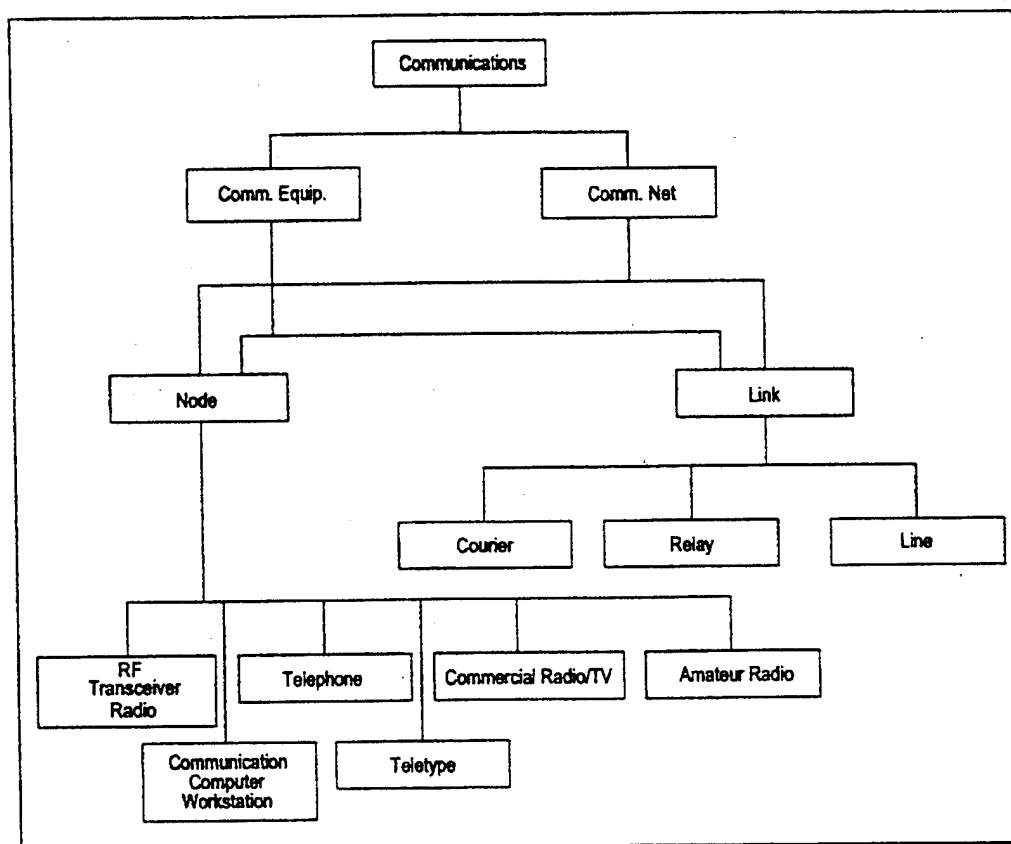 Communications
Comm. Equip.
Comm. Net
Node
Link
Courier
Relay
Line
RF
Transceiver
Radio
Telephone
Commercial Radio/TV
Amateur Radio
Communication
Computer
Workstation
Teletype